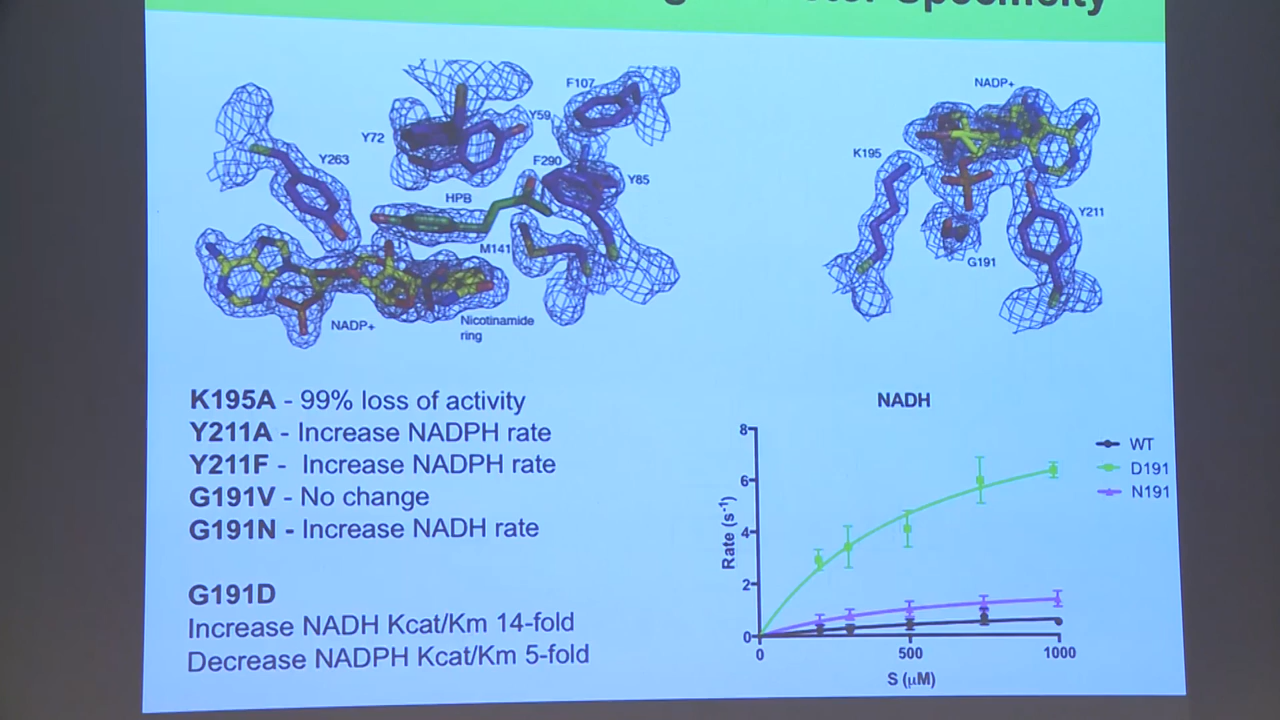 Specificity
F107
Y59
Y72
Y263
F290
Y85
HPB
M141
NADP+
Nicotinamide
ring
NADP+
K195
Y211
G191
K195A - 99% loss of activity
Y211A - Increase NADPH rate
Y211F - Increase NADPH rate
G191V - No change
G191N - Increase NADH rate
G191D
Increase NADH Kcat/Km 14-fold
Decrease NADPH Kcat/Km 5-fold
NADH
8
6
4
2
0
Rate (s-1)
0 500 1000
S (μM)
WT
D191
N191